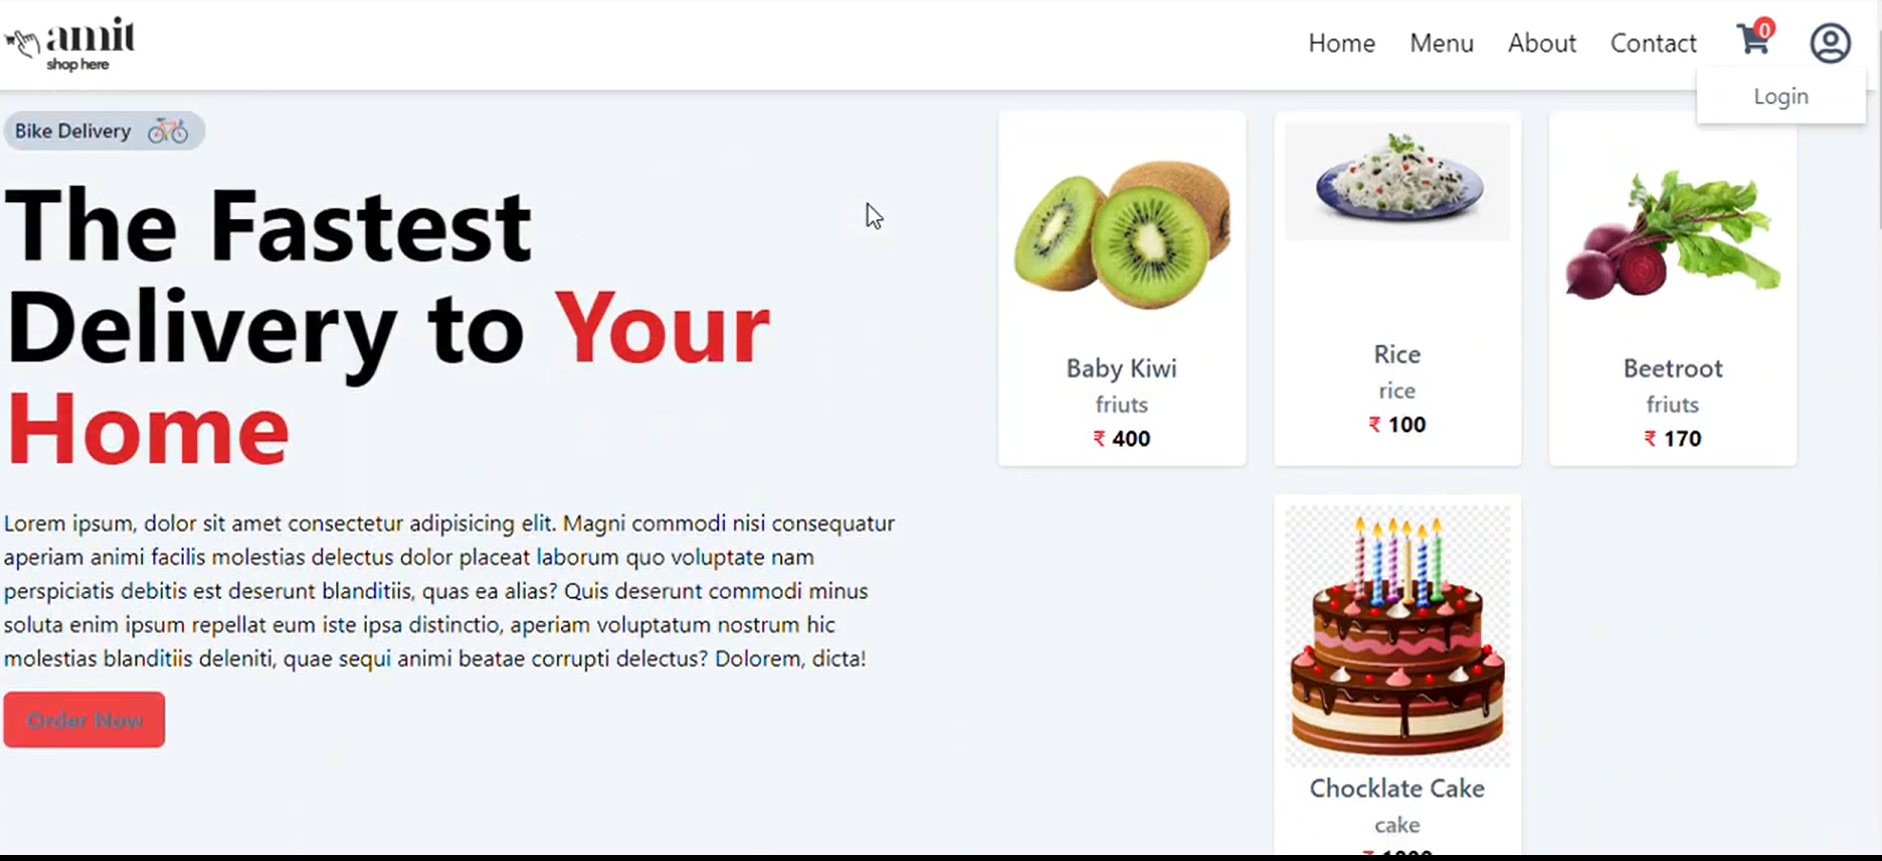 amit
shop here
Home
Menu
About
Contact
0
Login
Bike Delivery
The Fastest
Delivery to Your
Home
Lorem ipsum, dolor sit amet consectetur adipisicing elit. Magni commodi nisi consequatur
aperiam animi facilis molestias delectus dolor placeat laborum quo voluptate nam
perspiciatis debitis est deserunt blanditiis, quas ea alias? Quis deserunt commodi minus
soluta enim ipsum repellat eum iste ipsa distinctio, aperiam voluptatum nostrum hic
molestias blanditiis deleniti, quae sequi animi beatae corrupti delectus? Dolorem, dicta!
Order Now
Baby Kiwi
friuts
₹ 400
Rice
rice
₹ 100
Beetroot
friuts
₹ 170
Chocklate Cake
cake